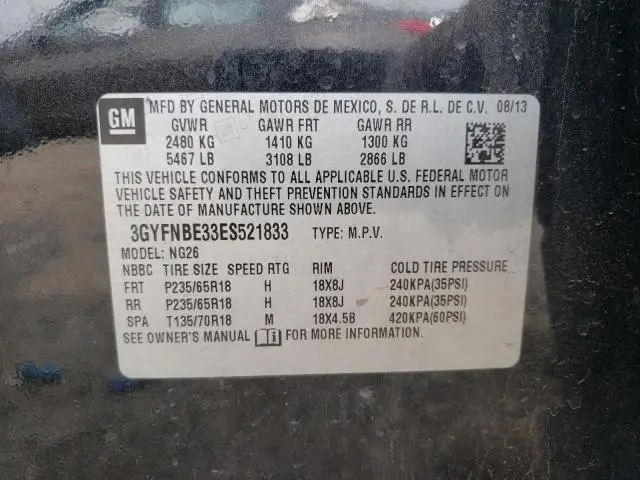 GM
MFD BY GENERAL MOTORS DE MEXICO, S. DE R.L. DE C.V. 08/13
GVWR GAWR FRT GAWR RR
2480 KG 1410 KG 1300 KG
5467 LB 3108 LB 2866 LB
THIS VEHICLE CONFORMS TO ALL APPLICABLE U.S. FEDERAL MOTOR
VEHICLE SAFETY AND THEFT PREVENTION STANDARDS IN EFFECT ON
THE DATE OF MANUFACTURE SHOWN ABOVE.
3GYFNBE33ES521833 TYPE: M.P.V.
MODEL: NG26
NBBC TIRE SIZE SPEED RTG RIM COLD TIRE PRESSURE
FRT P235/65R18 H 18X8J 240KPA(35PSI)
RR P235/65R18 H 18X8J 240KPA(35PSI)
SPA T135/70R18 M 18X4.5B 420KPA(60PSI)
SEE OWNER'S MANUAL FOR MORE INFORMATION.